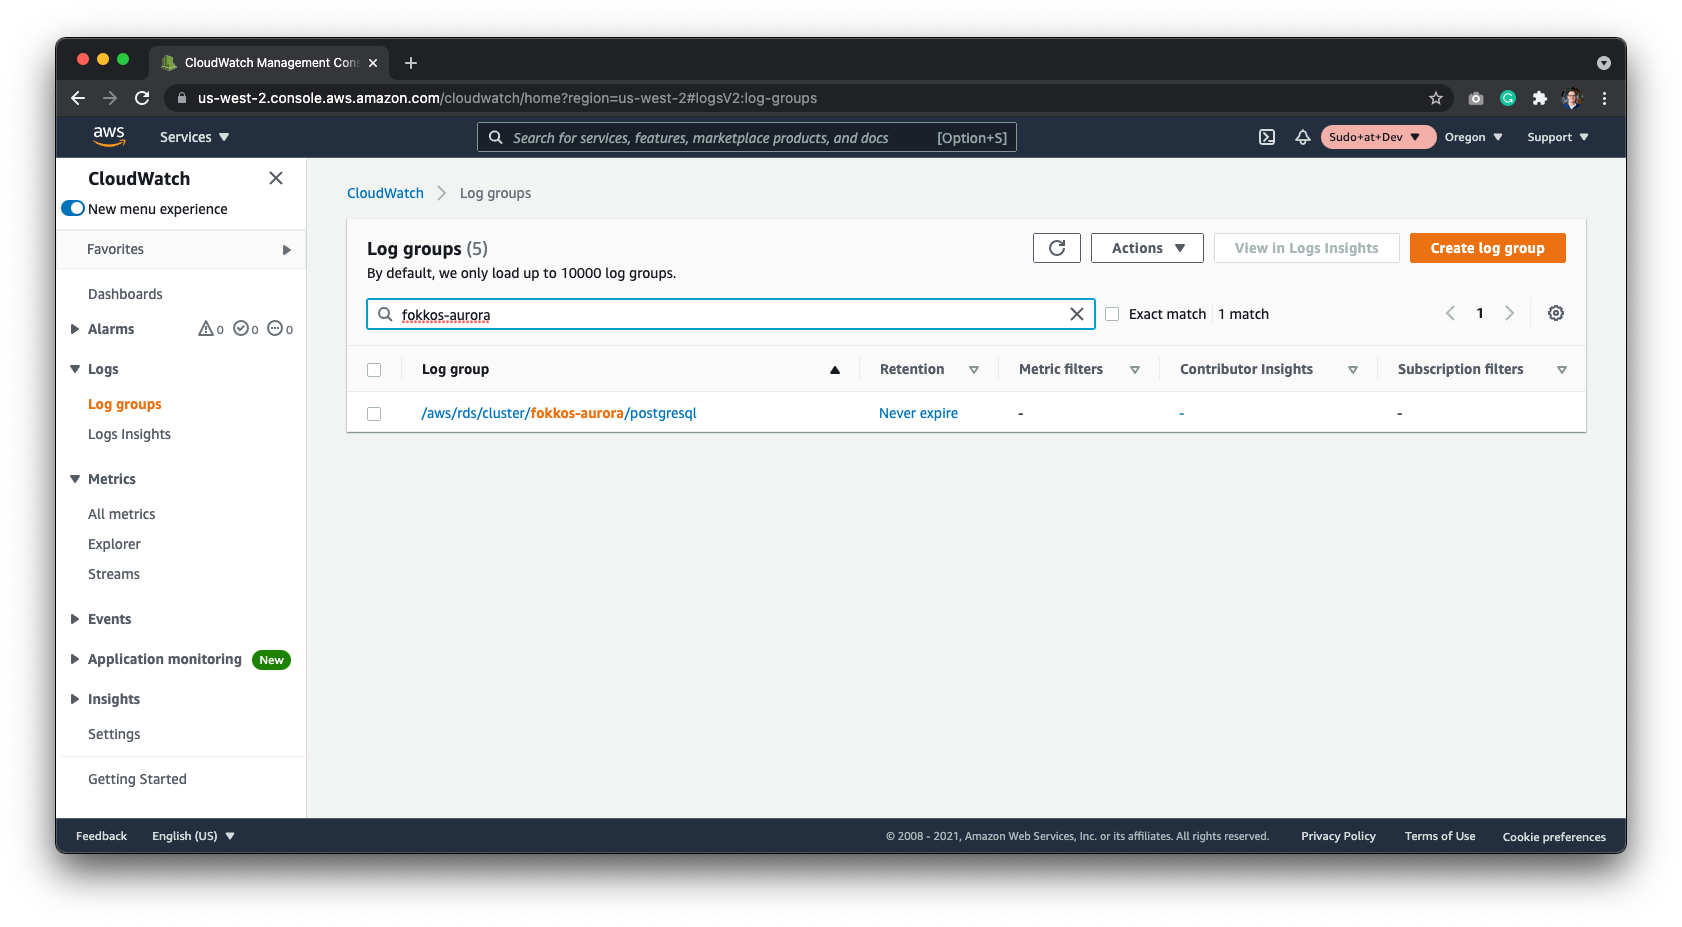 CloudWatch Management Con
us-west-2.console.aws.amazon.com/cloudwatch/home?region=us-west-2#logsV2:log-groups
aws
Services
Search for services, features, marketplace products, and docs [Option+S]
Sudo+at+Dev
Oregon
Support
CloudWatch
New menu experience
Favorites
Dashboards
Alarms 0 0 0
Logs
Log groups
Logs Insights
Metrics
All metrics
Explorer
Streams
Events
Application monitoring New
Insights
Settings
Getting Started
CloudWatch Log groups
Log groups (5)
By default, we only load up to 10000 log groups.
Actions
View in Logs Insights
Create log group
fokkos-aurora
Exact match 1 match
1
Log group Retention Metric filters Contributor Insights Subscription filters
/aws/rds/cluster/fokkos-aurora/postgresql Never expire - - -
Feedback English (US) © 2008 - 2021, Amazon Web Services, Inc. or its affiliates. All rights reserved. Privacy Policy Terms of Use Cookie preferences